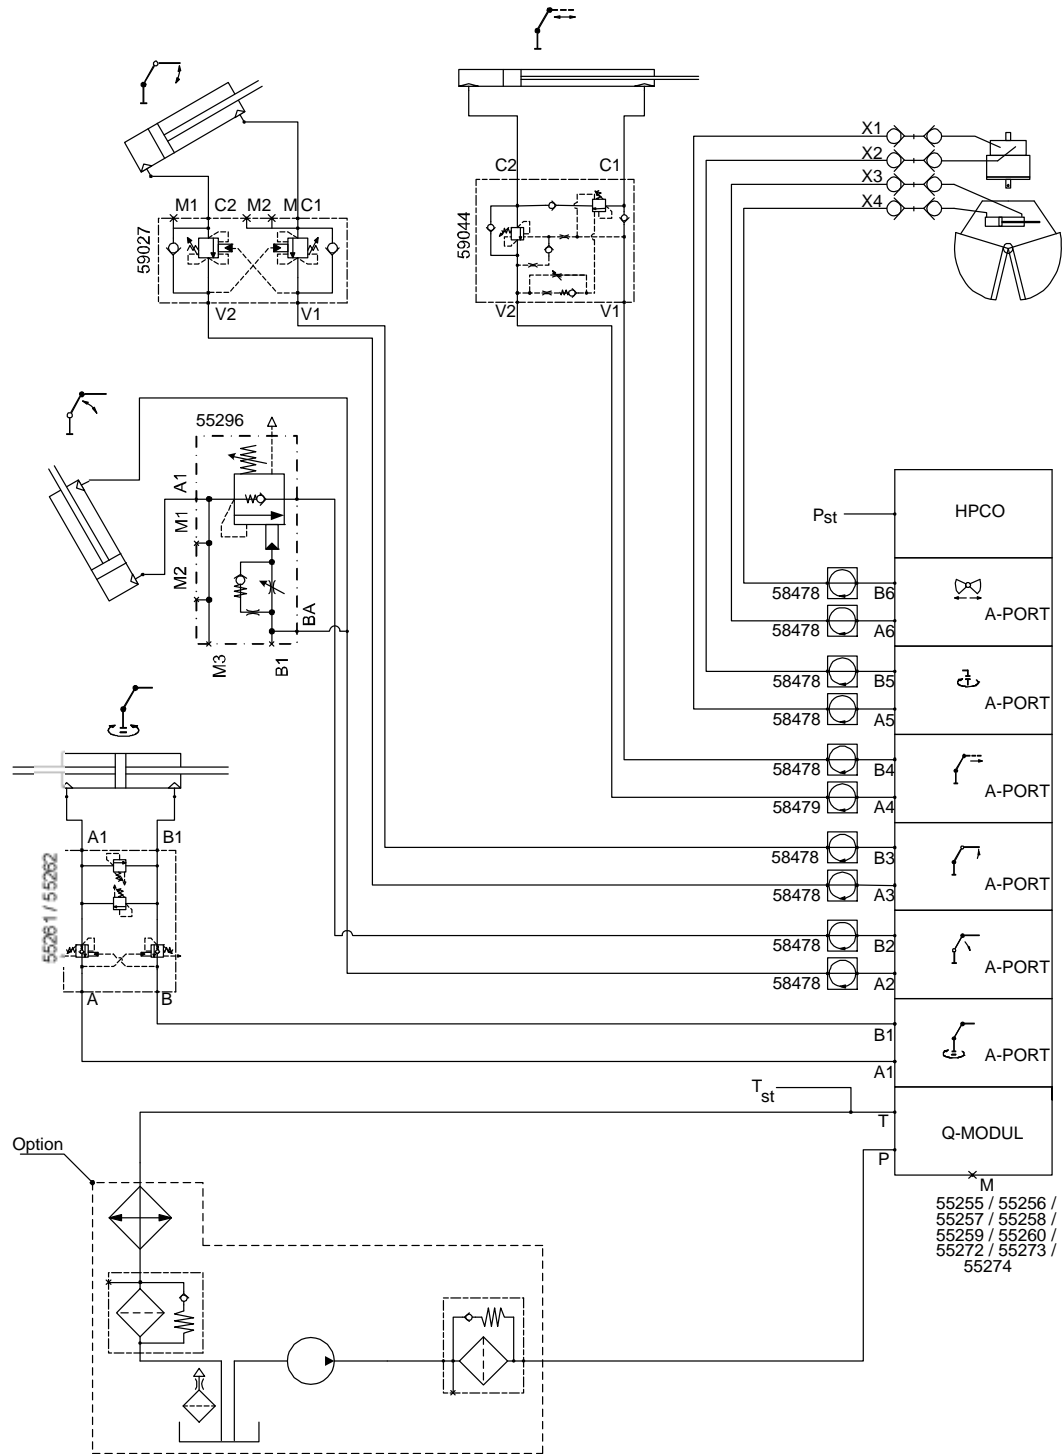 X1
X2
X3
X4
C2 C1
59044
V2 V1
M1 C2 M2 M C1
59027
V2 V1
55296
A1
M1
M2
M3
B1
BA
HPCO
Pst
58478 B6
A-PORT
58478 A6
58478 B5
A-PORT
58478 A5
58478 B4
A-PORT
58479 A4
58478 B3
A-PORT
58478 A3
58478 B2
A-PORT
58478 A2
A1 B1
55261 / 55262
A B
B1
A-PORT
A1
Tst
T
Q-MODUL
P
M
55255 / 55256 /
55257 / 55258 /
55259 / 55260 /
55272 / 55273 /
55274
Option